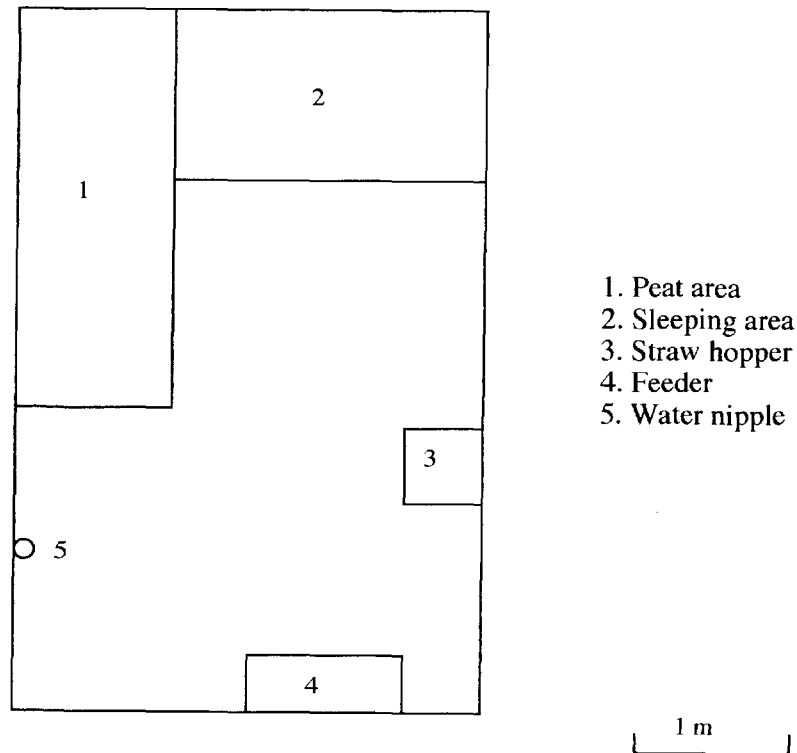 2
1
1. Peat area
2. Sleeping area
3. Straw hopper
4. Feeder
5. Water nipple
3
5
4
1 m